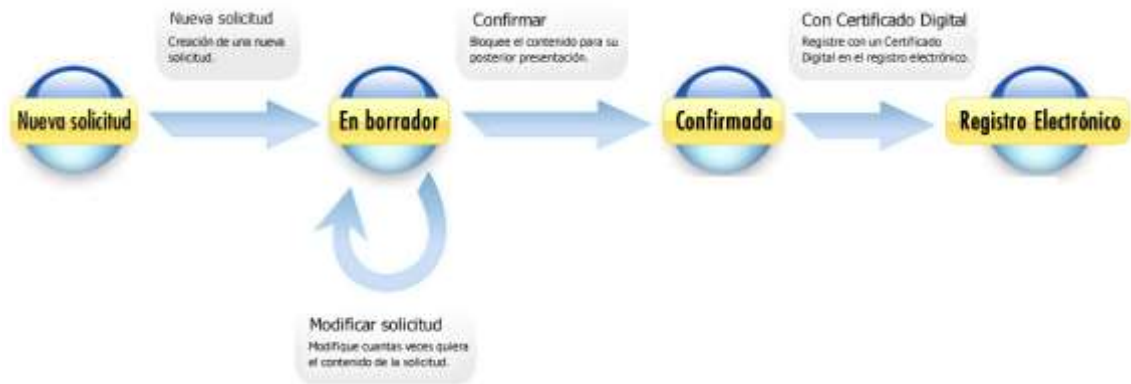 Nueva solicitud
Creación de una nueva
solicitud.
Confirmar
Bloquee el contenido para su
posterior presentación.
Con Certificado Digital
Registre con un Certificado
Digital en el registro electrónico.
Nueva solicitud
En borrador
Confirmada
Registro Electrónico
Modificar solicitud
Modifique cuantas veces quiera
el contenido de la solicitud.